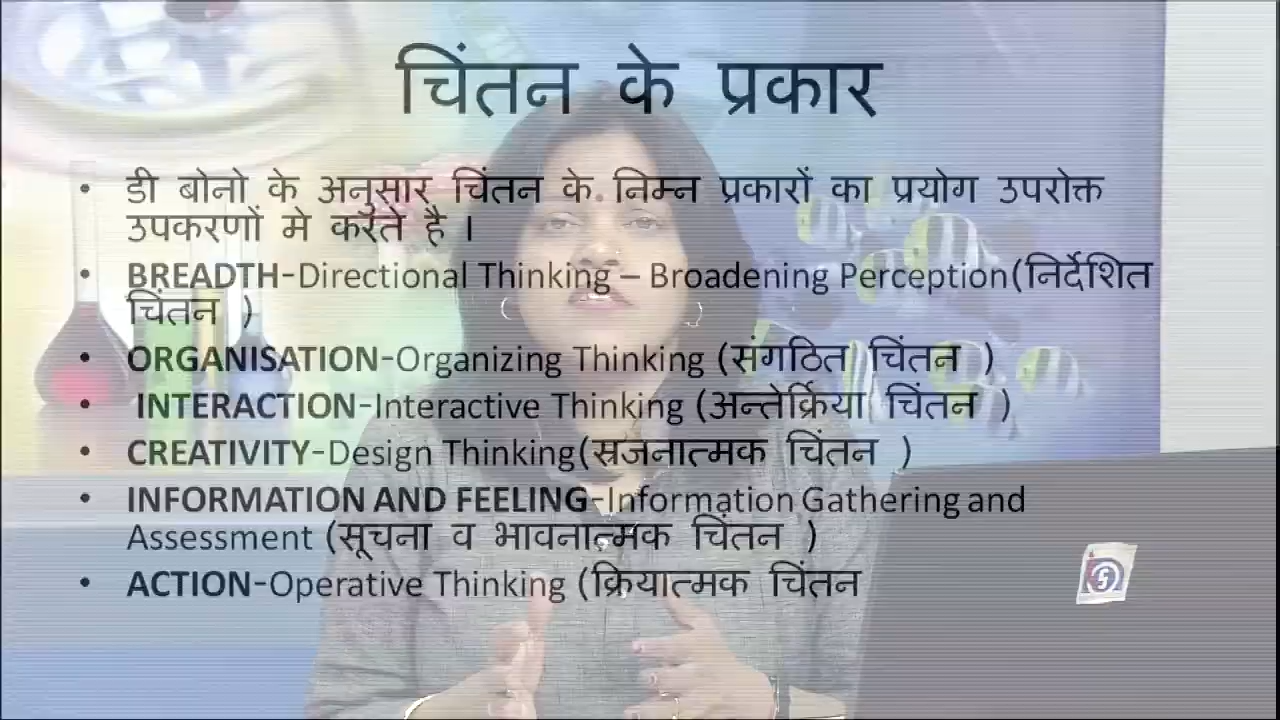 चिंतन के प्रकार
• डी बोनो के अनुसार चिंतन के निम्न प्रकारों का प्रयोग उपरोक्त
उपकरणों मे करते है ।
• BREADTH-Directional Thinking – Broadening Perception(निर्देशित
चिंतन )
• ORGANISATION-Organizing Thinking (संगठित चिंतन )
• INTERACTION-Interactive Thinking (अन्तेर्क्रिया चिंतन )
• CREATIVITY-Design Thinking(स्रजनात्मक चिंतन )
• INFORMATION AND FEELING-Information Gathering and
Assessment (सूचना व भावनात्मक चिंतन )
• ACTION-Operative Thinking (क्रियात्मक चिंतन